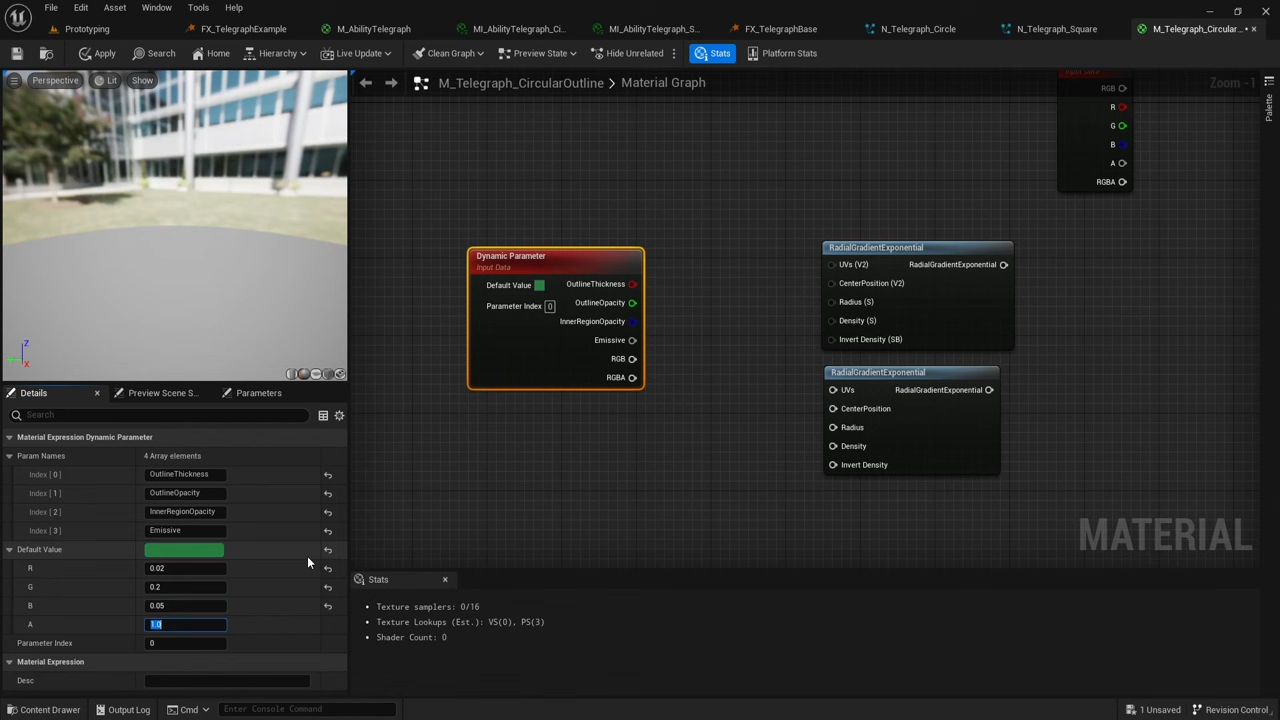 File Edit Asset Window Tools Help
Prototyping FX_TelegraphExample M_AbilityTelegraph MI_AbilityTelegraph_Ci... MI_AbilityTelegraph_S... FX_TelegraphBase N_Telegraph_Circle N_Telegraph_Square M_Telegraph_Circular... •
Apply Search Home Hierarchy Live Update Clean Graph Preview State Hide Unrelated Stats Platform Stats
Perspective Lit Show
M_Telegraph_CircularOutline > Material Graph
Zoom -1
Palette
RGB
R
G
B
A
RGBA
Dynamic Parameter
Input Data
Default Value OutlineThickness
OutlineOpacity
Parameter Index 0
InnerRegionOpacity
Emissive
RGB
RGBA
RadialGradientExponential
UVs (V2) RadialGradientExponential
CenterPosition (V2)
Radius (S)
Density (S)
Invert Density (SB)
RadialGradientExponential
UVs RadialGradientExponential
CenterPosition
Radius
Density
Invert Density
MATERIAL
Z
X
Details Preview Scene S... Parameters
Search
Material Expression Dynamic Parameter
Param Names 4 Array elements
Index [ 0 ] OutlineThickness
Index [ 1 ] OutlineOpacity
Index [ 2 ] InnerRegionOpacity
Index [ 3 ] Emissive
Default Value
R 0.02
G 0.2
B 0.05
A 1.0
Parameter Index 0
Material Expression
Desc
Stats
• Texture samplers: 0/16
• Texture Lookups (Est.): VS(0), PS(3)
• Shader Count: 0
Content Drawer Output Log Cmd Enter Console Command 1 Unsaved Revision Control